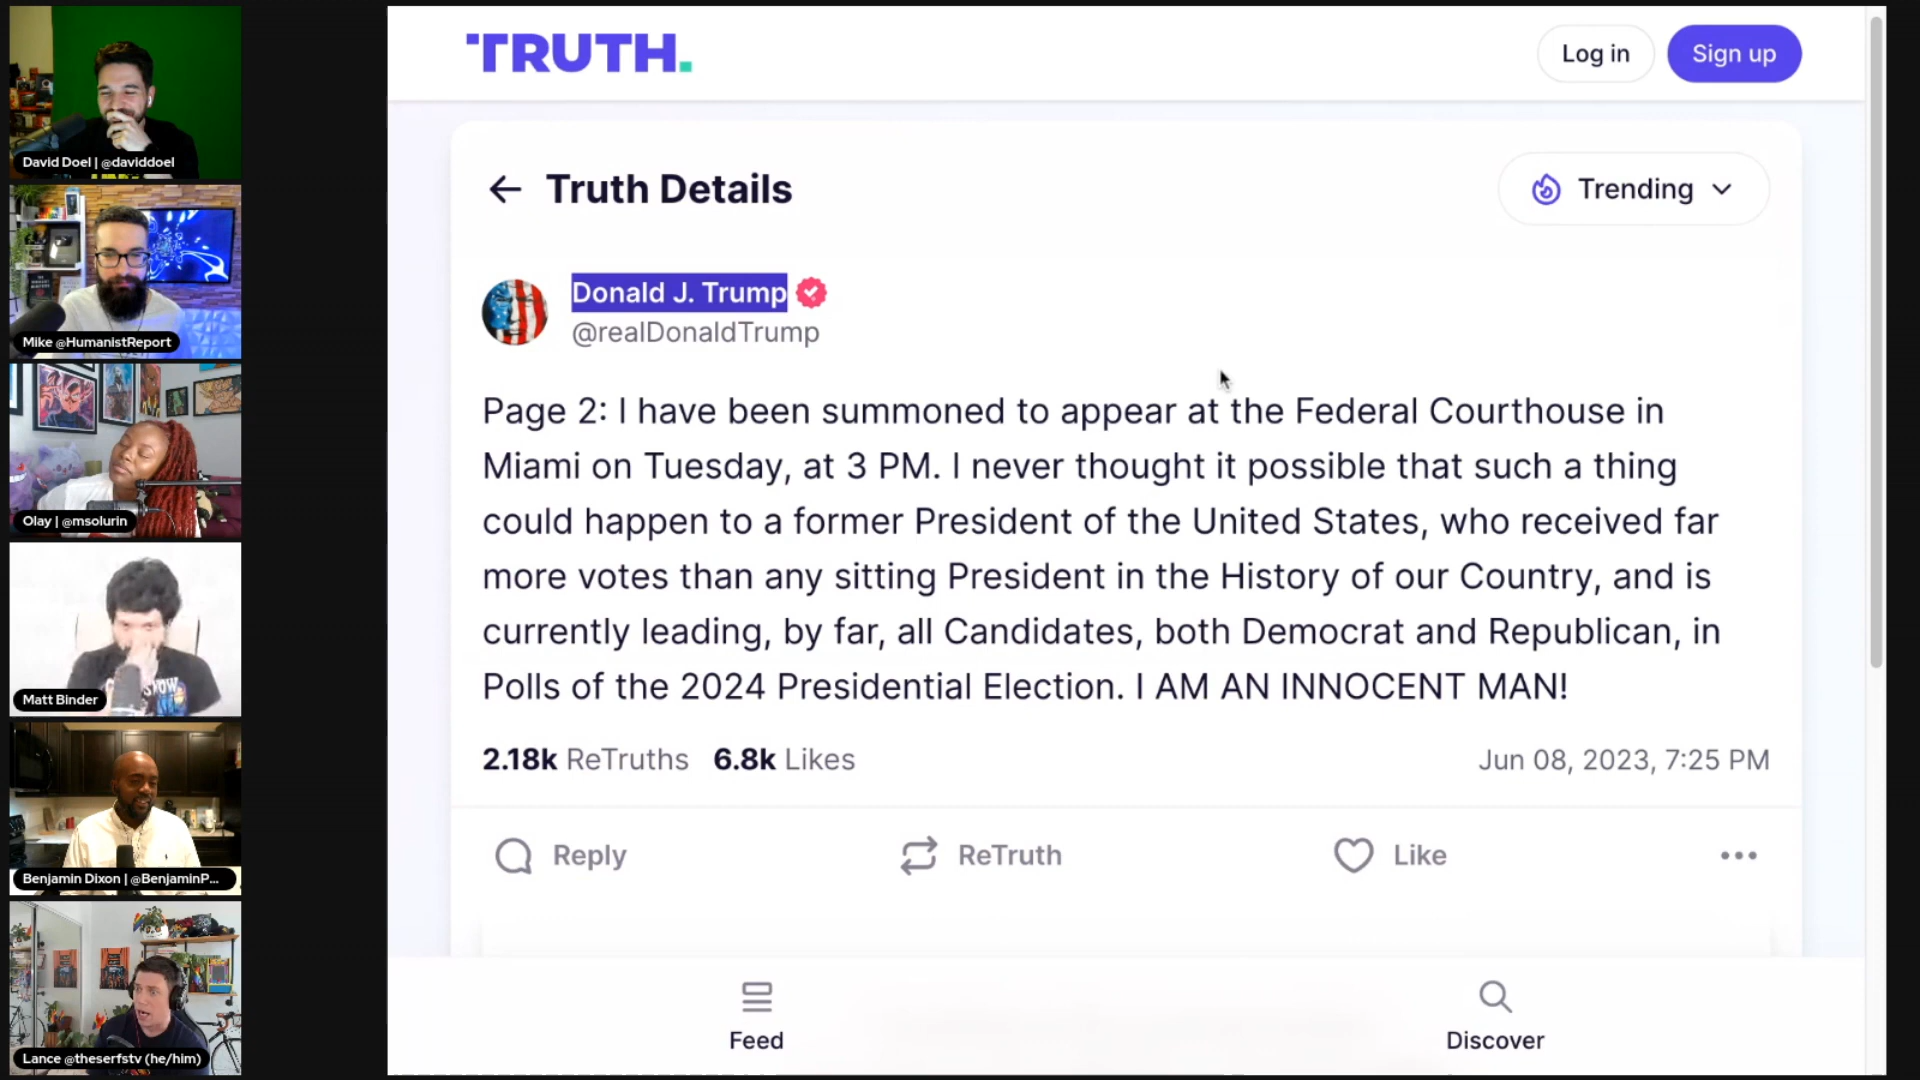 TRUTH.
Log in
Sign up
Truth Details
Trending
Donald J. Trump
@realDonaldTrump
Page 2: I have been summoned to appear at the Federal Courthouse in
Miami on Tuesday, at 3 PM. I never thought it possible that such a thing
could happen to a former President of the United States, who received far
more votes than any sitting President in the History of our Country, and is
currently leading, by far, all Candidates, both Democrat and Republican, in
Polls of the 2024 Presidential Election. I AM AN INNOCENT MAN!
2.18k ReTruths 6.8k Likes
Jun 08, 2023, 7:25 PM
Reply
ReTruth
Like
Feed
Discover
David Doel | @daviddoel
Mike @HumanistReport
Olay | @msolurin
Matt Binder
Benjamin Dixon | @BenjaminP...
Lance @theserfstv (he/him)